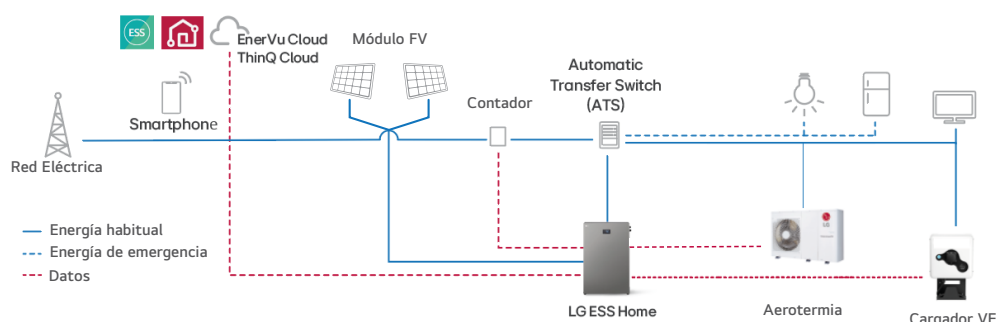 ESS
EnerVu Cloud
ThinQ Cloud
Módulo FV
Automatic
Transfer Switch
(ATS)
Contador
Smartphone
Red Eléctrica
Energía habitual
Energía de emergencia
Datos
LG
LG ESS Home
Aerotermia
Cargador VE